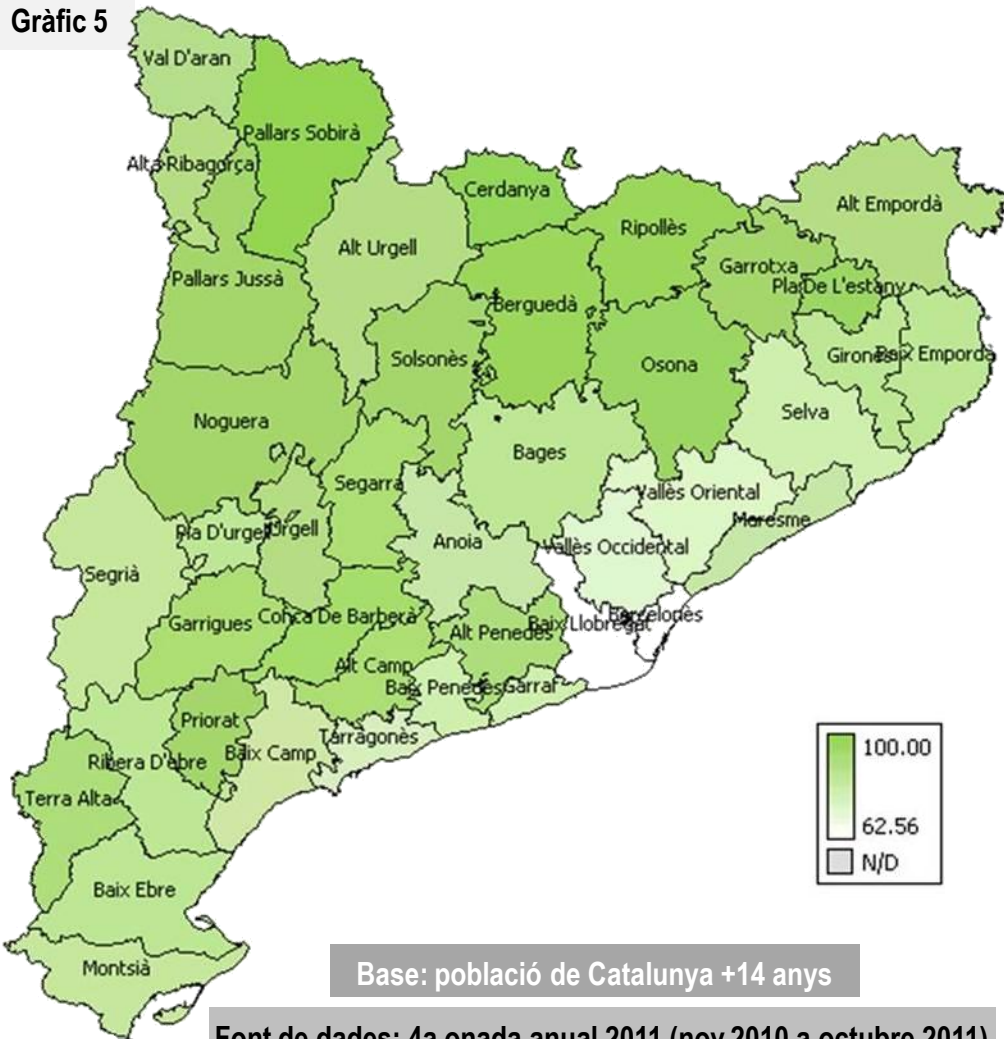 Gràfic 5
Val D'aran
Pallars Sobirà
Alta Ribagorça
Cerdanya
Alt Empordà
Ripollès
Alt Urgell
Garrotxa
Pallars Jussà
Pla De L'estany
Berguedà
Gironès
Baix Empordà
Solsonès
Osona
Selva
Noguera
Bages
Segarra
Vallès Oriental
Maresme
Pla D'urgell
Urgell
Anoia
Vallès Occidental
Segrià
Garrigues
Conca De Barberà
Alt Penedès
Baix Llobregat
Barcelonès
Alt Camp
Baix Penedès
Garraf
Priorat
Tarragonès
Baix Camp
Ribera D'ebre
Terra Alta
100.00
62.56
N/D
Baix Ebre
Montsià
Base: població de Catalunya +14 anys
Font de dades: 4a onada anual 2011 (nov 2010 a octubre 2011)